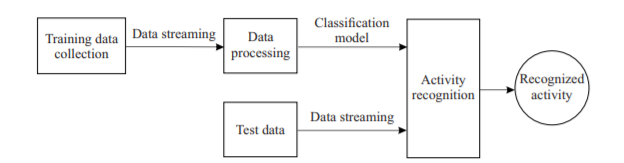 Training data
collection
Data streaming
Data
processing
Classification
model
Activity
recognition
Recognized
activity
Test data
Data streaming